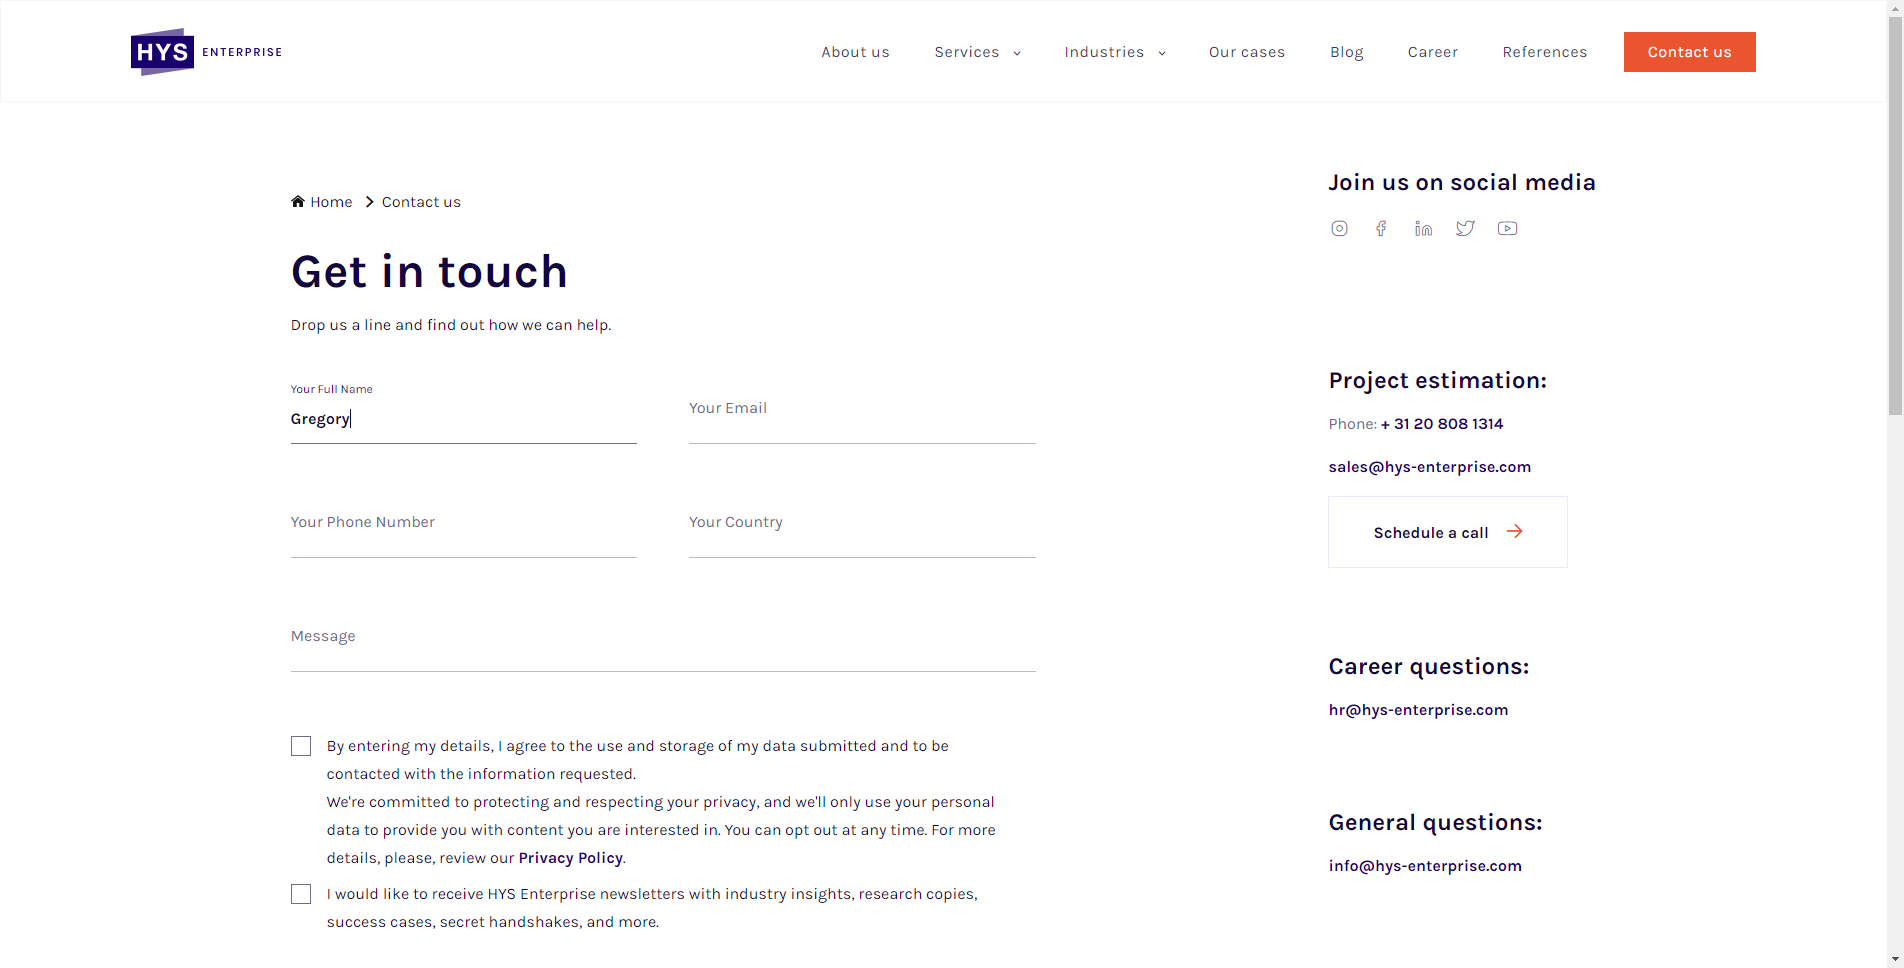 HYS ENTERPRISE
About us Services Industries Our cases Blog Career References Contact us
Home Contact us
Get in touch
Drop us a line and find out how we can help.
Your Full Name
Gregory
Your Email
Your Phone Number
Your Country
Message
By entering my details, I agree to the use and storage of my data submitted and to be
contacted with the information requested.
We're committed to protecting and respecting your privacy, and we'll only use your personal
data to provide you with content you are interested in. You can opt out at any time. For more
details, please, review our Privacy Policy.
I would like to receive HYS Enterprise newsletters with industry insights, research copies,
success cases, secret handshakes, and more.
Join us on social media
Project estimation:
Phone: + 31 20 808 1314
sales@hys-enterprise.com
Schedule a call
Career questions:
hr@hys-enterprise.com
General questions:
info@hys-enterprise.com